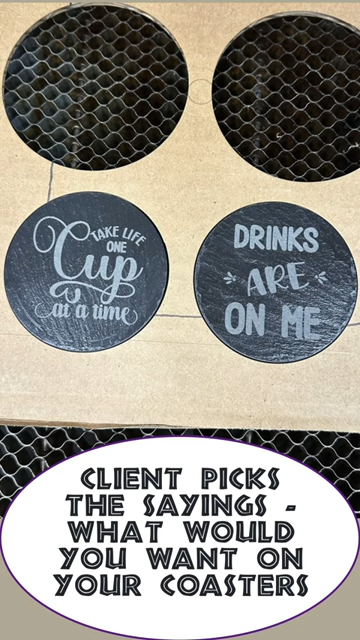 TAKE LIFE
ONE
Cup
at a time
DRINKS
ARE
ON ME
CLIENT PICKS
THE SAYINGS -
WHAT WOULD
YOU WANT ON
YOUR COASTERS